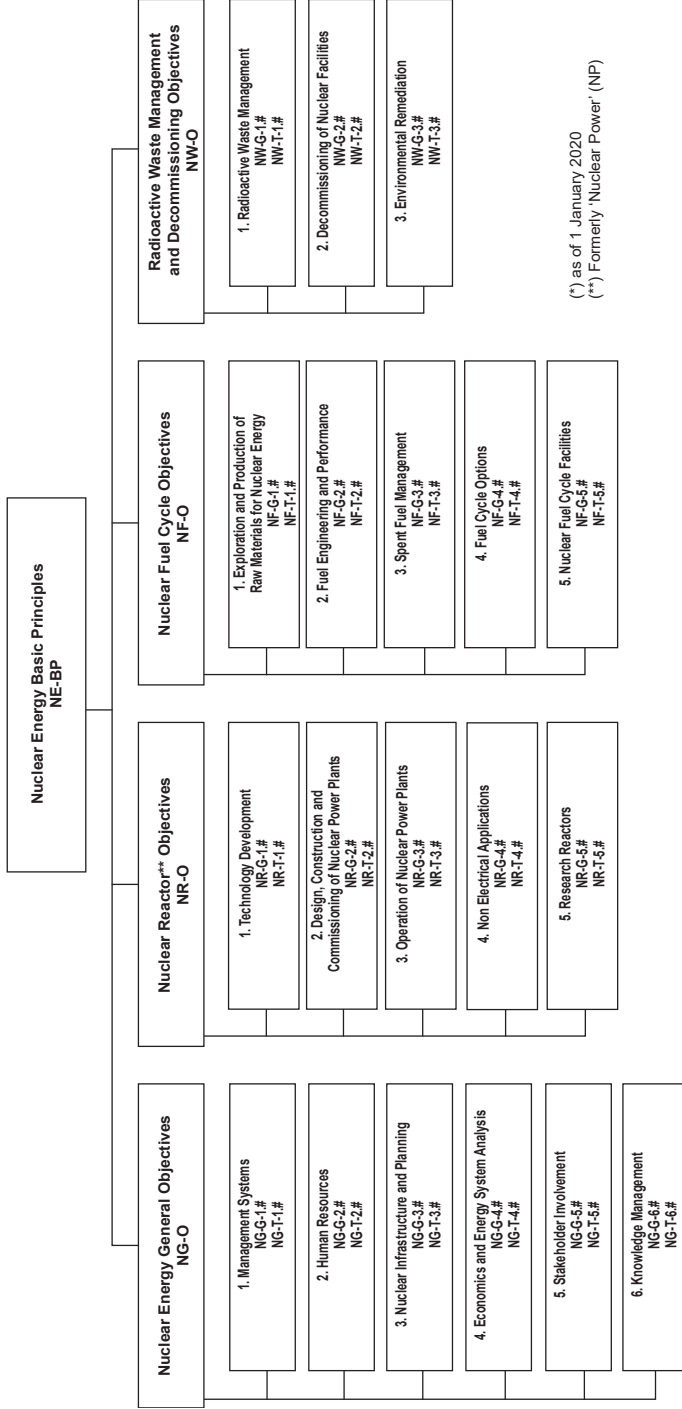 Nuclear Energy Basic Principles
NE-BP
Nuclear Energy General Objectives
NG-O
1. Management Systems
NG-G-1.#
NG-T-1.#
2. Human Resources
NG-G-2.#
NG-T-2.#
3. Nuclear Infrastructure and Planning
NG-G-3.#
NG-T-3.#
4. Economics and Energy System Analysis
NG-G-4.#
NG-T-4.#
5. Stakeholder Involvement
NG-G-5.#
NG-T-5.#
6. Knowledge Management
NG-G-6.#
NG-T-6.#
Nuclear Reactor** Objectives
NR-O
1. Technology Development
NR-G-1.#
NR-T-1.#
2. Design, Construction and
Commissioning of Nuclear Power Plants
NR-G-2.#
NR-T-2.#
3. Operation of Nuclear Power Plants
NR-G-3.#
NR-T-3.#
4. Non Electrical Applications
NR-G-4.#
NR-T-4.#
5. Research Reactors
NR-G-5.#
NR-T-5.#
Nuclear Fuel Cycle Objectives
NF-O
1. Exploration and Production of
Raw Materials for Nuclear Energy
NF-G-1.#
NF-T-1.#
2. Fuel Engineering and Performance
NF-G-2.#
NF-T-2.#
3. Spent Fuel Management
NF-G-3.#
NF-T-3.#
4. Fuel Cycle Options
NF-G-4.#
NF-T-4.#
5. Nuclear Fuel Cycle Facilities
NF-G-5.#
NF-T-5.#
Radioactive Waste Management
and Decommissioning Objectives
NW-O
1. Radioactive Waste Management
NW-G-1.#
NW-T-1.#
2. Decommissioning of Nuclear Facilities
NW-G-2.#
NW-T-2.#
3. Environmental Remediation
NW-G-3.#
NW-T-3.#
(*) as of 1 January 2020
(**) Formerly 'Nuclear Power' (NP)